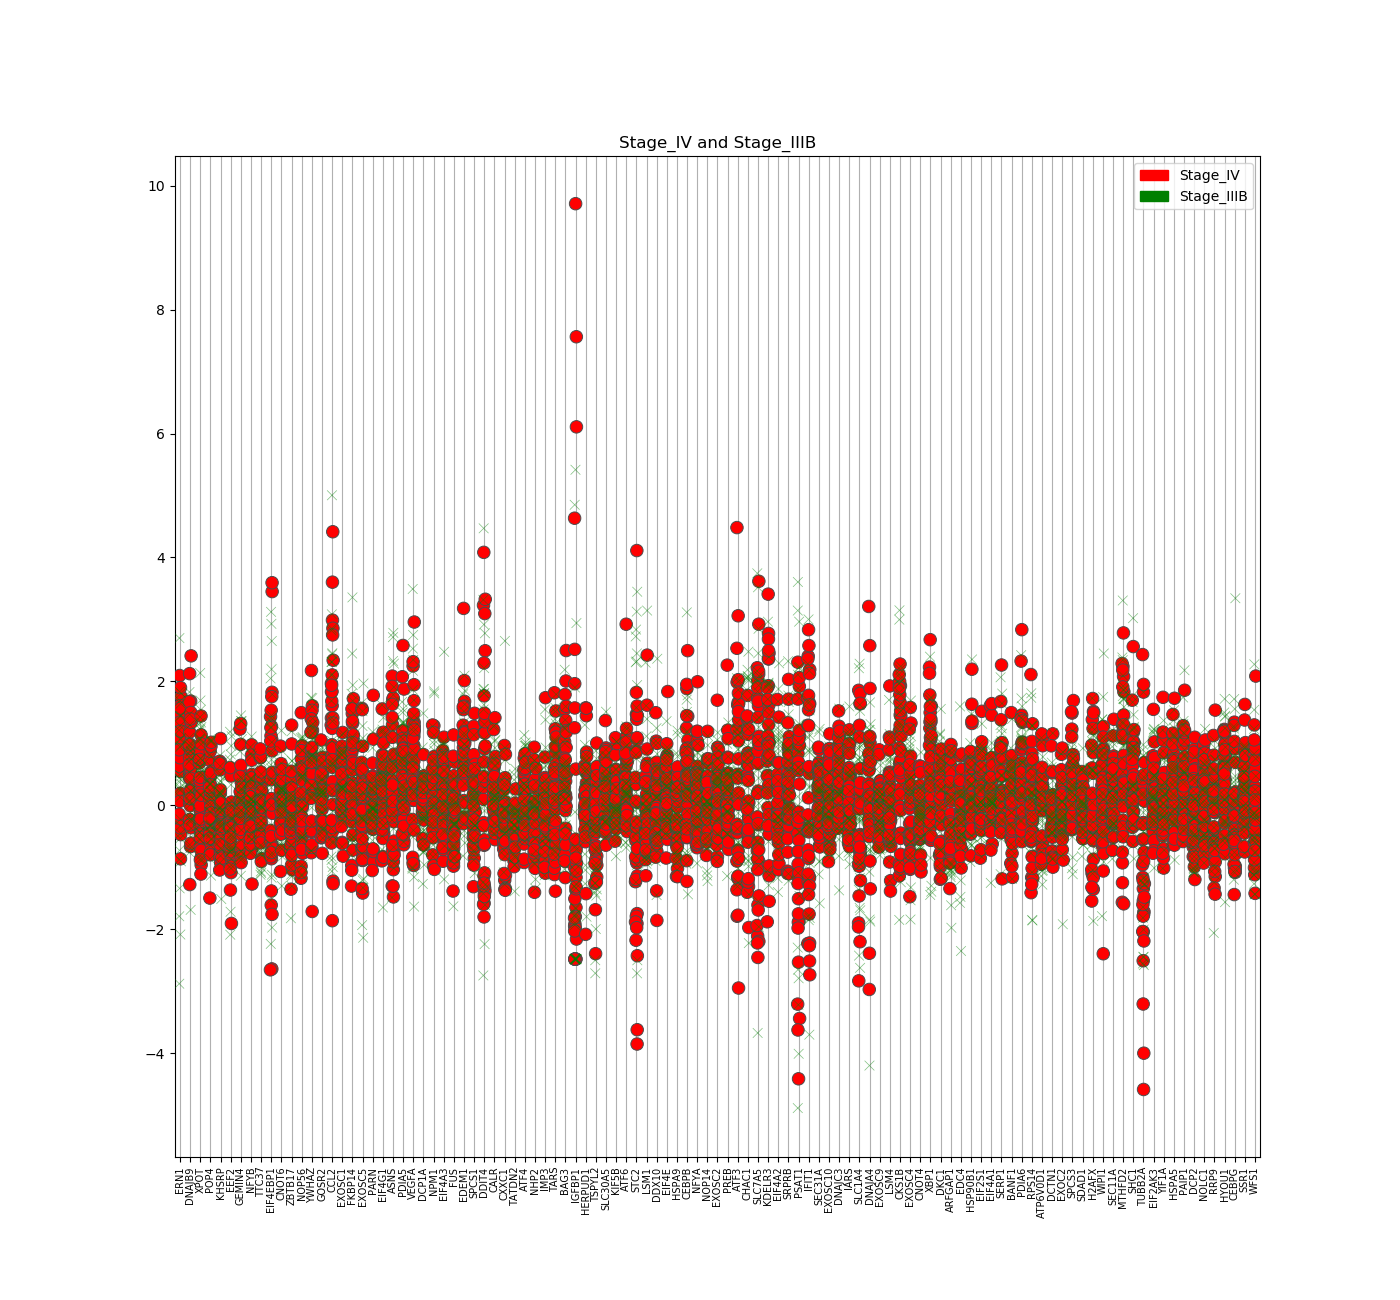 Stage_IV and Stage_IIIB
Stage_IV
Stage_IIIB
10
8
6
4
2
0
−2
−4
ERN1
DNAJB9
XPOT
POP4
KHSRP
EEF2
GEMIN4
NFYB
TTC37
EIF4EBP1
CNOT6
ZBTB17
NOP56
YWHAZ
GOSR2
CCL2
EXOSC1
FKBP14
EXOSC5
PARN
EIF4G1
ASNS
PDIA5
VEGFA
DCP1A
NPM1
EIF4A3
FUS
EDEM1
SPCS1
DDIT4
CALR
CXXC1
TATDN2
ATF4
NHP2
IMP3
TARS
BAG3
IGFBP1
HERPUD1
TSPYL2
SLC30A5
KIF5B
ATF6
STC2
LSM1
DDX10
EIF4E
HSPA9
CEBPB
NFYA
NOP14
EXOSC2
PREB
ATF3
CHAC1
SLC7A5
KDELR3
EIF4A2
SRPRB
PSAT1
IFIT1
SEC31A
EXOSC10
DNAJC3
IARS
SLC1A4
DNAJA4
EXOSC9
LSM4
CKS1B
EXOSC4
CNOT4
XBP1
DKC1
ARFGAP1
EDC4
HSP90B1
EIF2S1
EIF4A1
SERP1
BANF1
PDIA6
RPS14
ATP6V0D1
DCTN1
EXOC2
SPCS3
SDAD1
H2AFX
WIPI1
SEC11A
MTHFD2
SHC1
TUBB2A
EIF2AK3
YIF1A
HSPA5
PAIP1
DCP2
NOLC1
RRP9
HYOU1
CEBPG
SSR1
WFS1